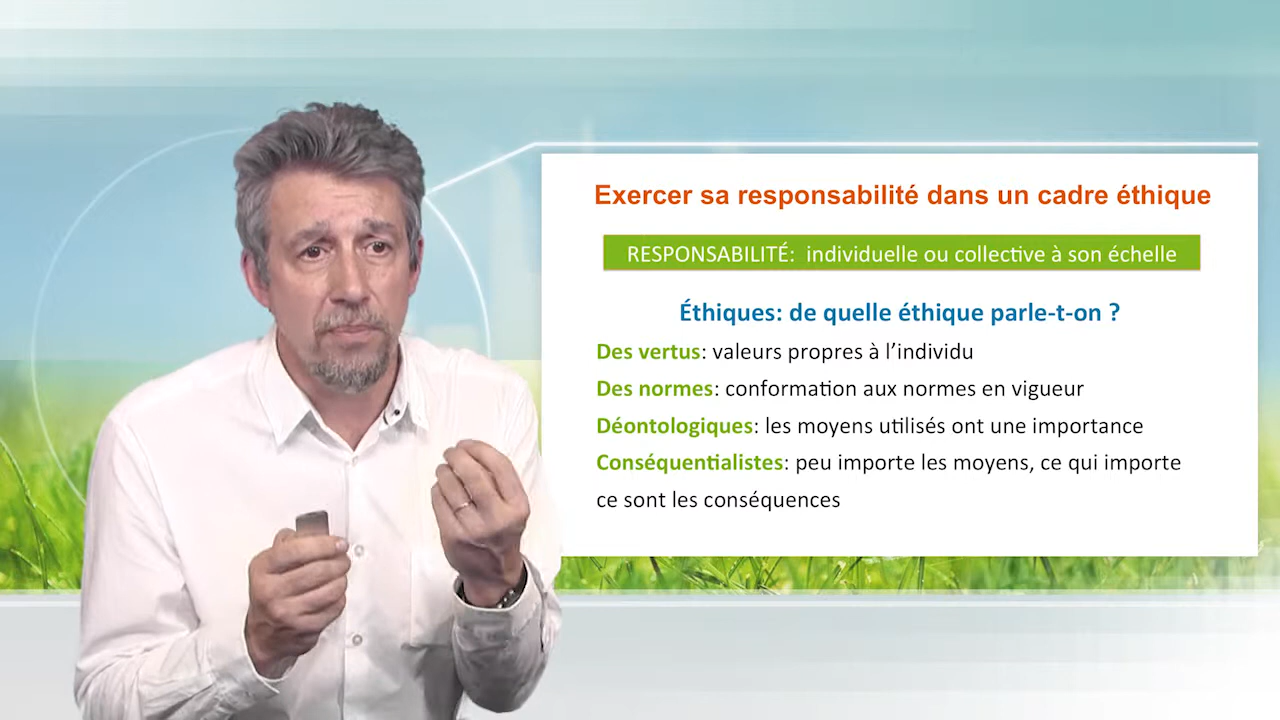 Exercer sa responsabilité dans un cadre éthique
RESPONSABILITÉ: individuelle ou collective à son échelle
Éthiques: de quelle éthique parle-t-on ?
Des vertus: valeurs propres à l’individu
Des normes: conformation aux normes en vigueur
Déontologiques: les moyens utilisés ont une importance
Conséquentialistes: peu importe les moyens, ce qui importe
ce sont les conséquences